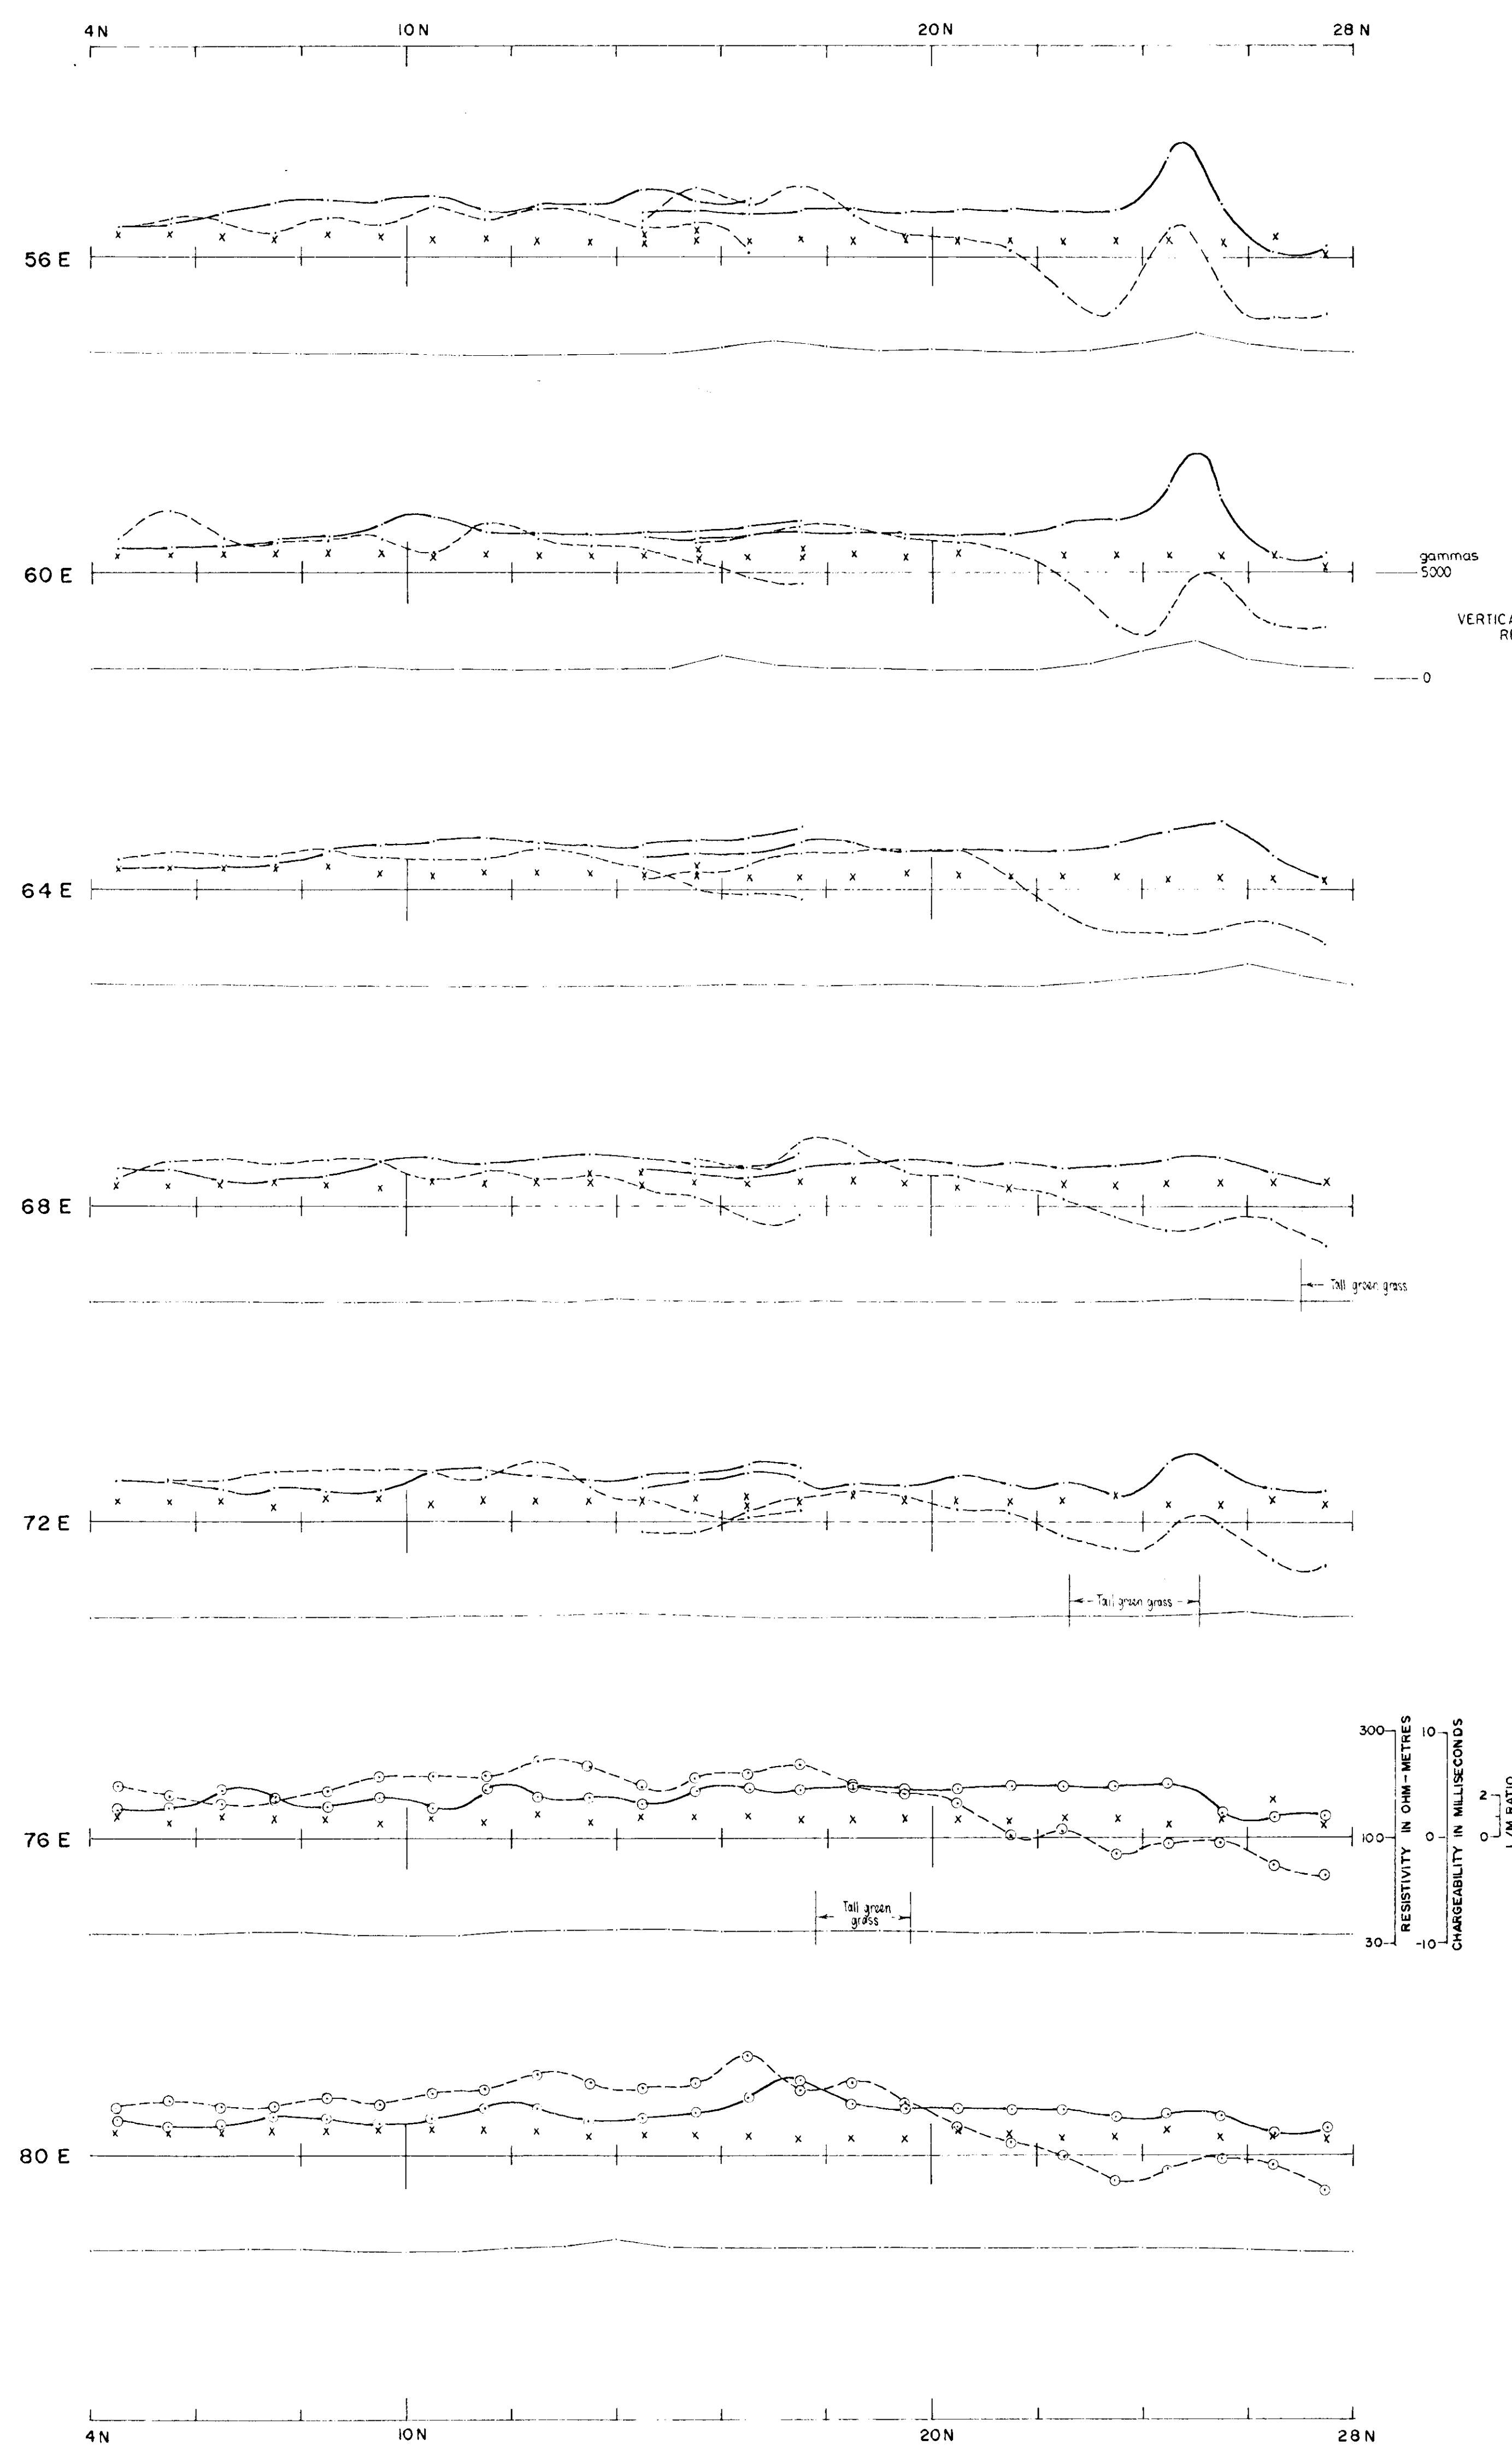 4N 10N 20N 28N
56 E
gammas
5000
60 E
0
64 E
68 E
Tall green grass
72 E
Tall green grass
300 10
2
76 E
100 0 0
30 -10
RESISTIVITY IN OHM-METRES
CHARGEABILITY IN MILLISECONDS
Tall green
grass
80 E
4N 10N 20N 28N